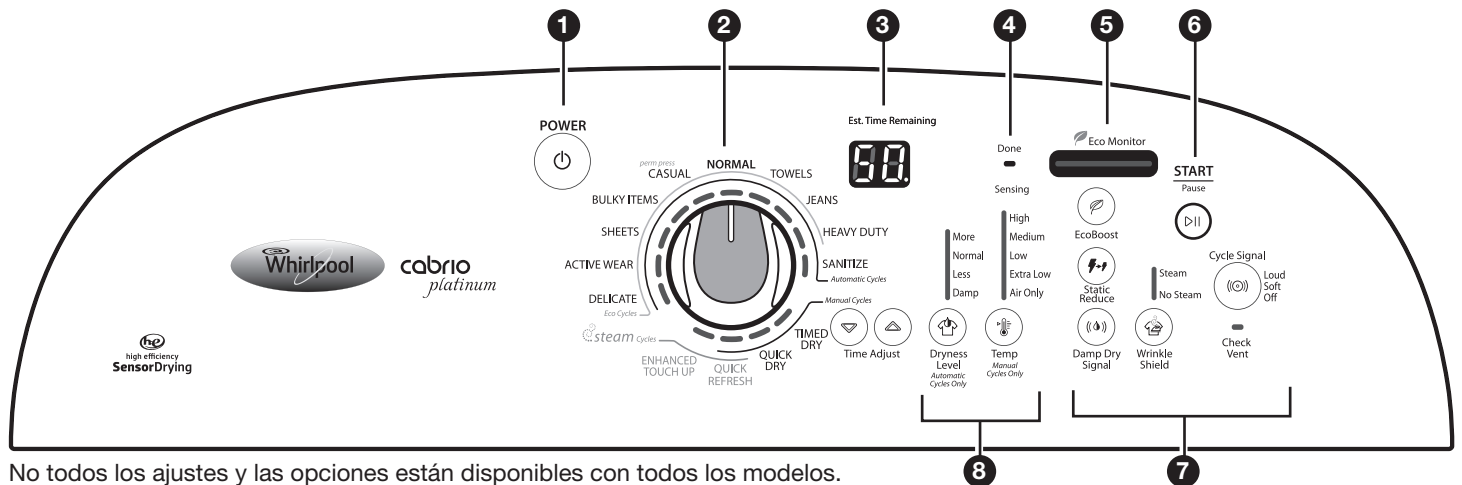 1 2 3 4 5 6
POWER
perm press
CASUAL
NORMAL
TOWELS
BULKY ITEMS
JEANS
SHEETS
HEAVY DUTY
ACTIVE WEAR
SANITIZE
Automatic Cycles
DELICATE
Eco Cycles
Manual Cycles
steam Cycles
TIMED
DRY
ENHANCED
TOUCH UP
QUICK
REFRESH
QUICK
DRY
Whirlpool
cabrio
platinum
he
high efficiency
SensorDrying
Est. Time Remaining
Time Adjust
Done
Sensing
More
Normal
Less
Damp
High
Medium
Low
Extra Low
Air Only
Dryness
Level
Automatic
Cycles Only
Temp
Manual
Cycles Only
Eco Monitor
EcoBoost
Static
Reduce
Damp Dry
Signal
Steam
No Steam
Wrinkle
Shield
START
Pause
Cycle Signal
Loud
Soft
Off
Check
Vent
8 7
No todos los ajustes y las opciones están disponibles con todos los modelos.